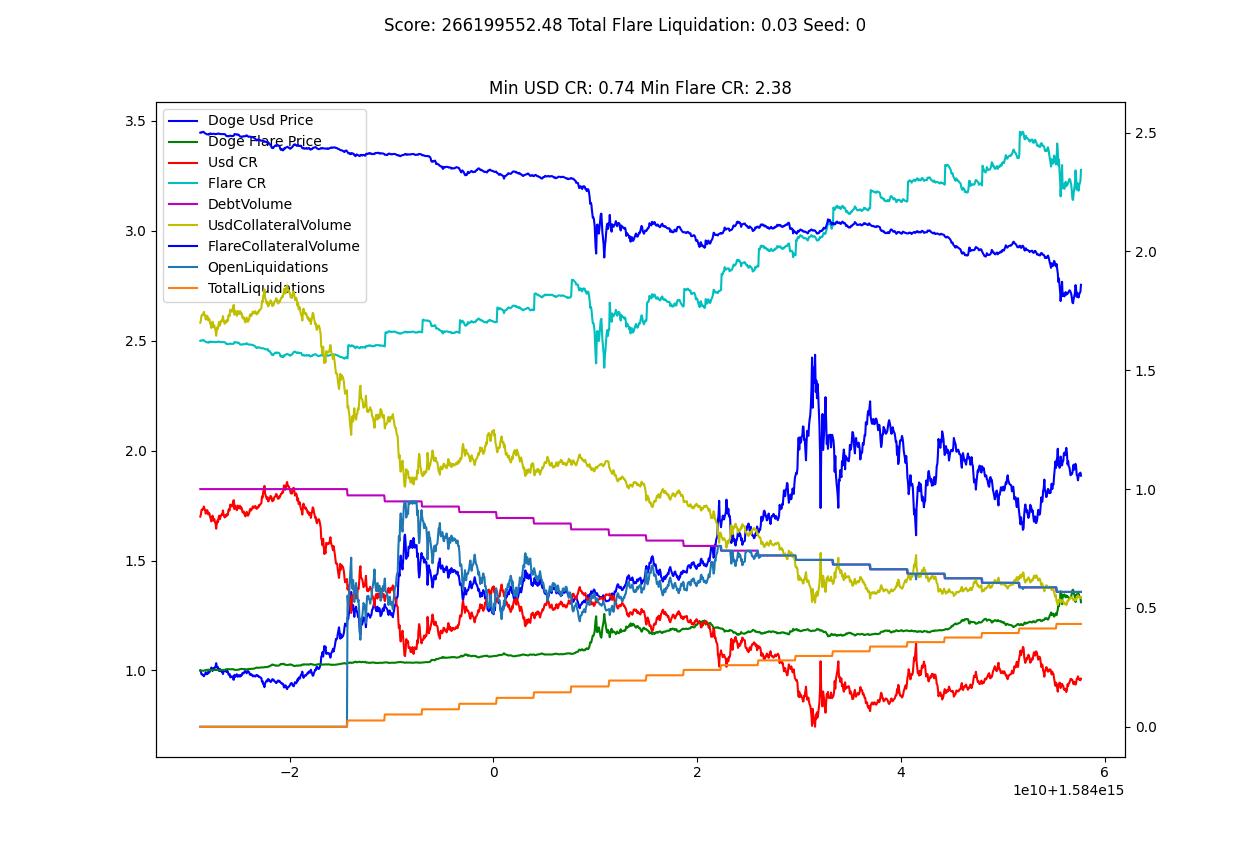 Score: 266199552.48 Total Flare Liquidation: 0.03 Seed: 0
Min USD CR: 0.74 Min Flare CR: 2.38
Doge Usd Price
Doge Flare Price
Usd CR
Flare CR
DebtVolume
UsdCollateralVolume
FlareCollateralVolume
OpenLiquidations
TotalLiquidations
3.5
3.0
2.5
2.0
1.5
1.0
2.5
2.0
1.5
1.0
0.5
0.0
−2 0 2 4 6
1e10+1.584e15